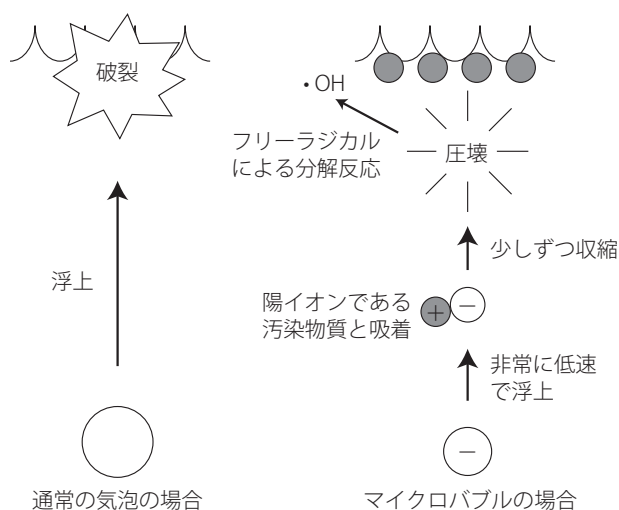 破裂
浮上
通常の気泡の場合
・OH
フリーラジカル
による分解反応
圧壊
少しずつ収縮
陽イオンである
汚染物質と吸着
+
−
非常に低速
で浮上
−
マイクロバブルの場合